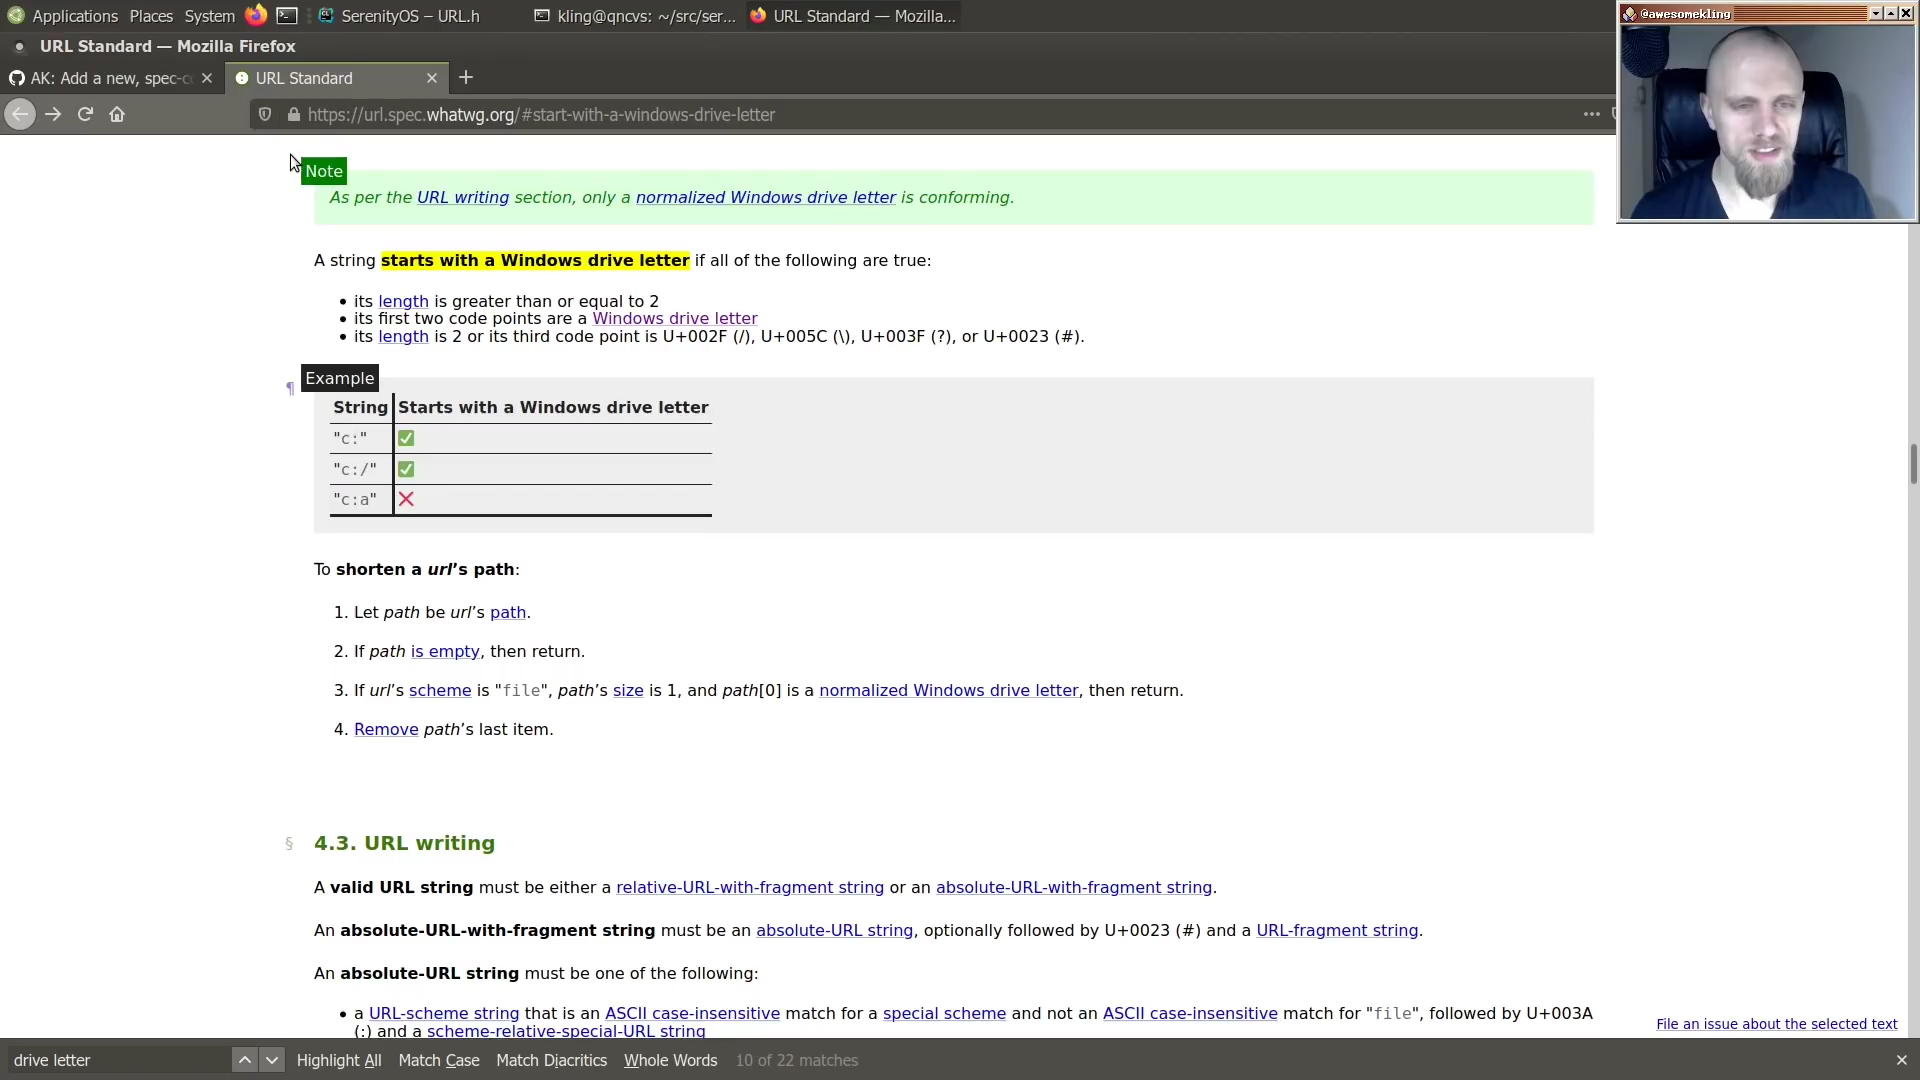 Applications Places System SerenityOS – URL.h kling@qncvs: ~/src/ser... URL Standard — Mozilla...
@awesomekling
URL Standard — Mozilla Firefox
AK: Add a new, spec-co URL Standard
https://url.spec.whatwg.org/#start-with-a-windows-drive-letter
Note
As per the URL writing section, only a normalized Windows drive letter is conforming.
A string starts with a Windows drive letter if all of the following are true:
• its length is greater than or equal to 2
• its first two code points are a Windows drive letter
• its length is 2 or its third code point is U+002F (/), U+005C (\), U+003F (?), or U+0023 (#).
¶ Example
String Starts with a Windows drive letter
"c:" ✅
"c:/" ✅
"c:a" ❌
To shorten a url’s path:
1. Let path be url’s path.
2. If path is empty, then return.
3. If url’s scheme is "file", path’s size is 1, and path[0] is a normalized Windows drive letter, then return.
4. Remove path’s last item.
§ 4.3. URL writing
A valid URL string must be either a relative-URL-with-fragment string or an absolute-URL-with-fragment string.
An absolute-URL-with-fragment string must be an absolute-URL string, optionally followed by U+0023 (#) and a URL-fragment string.
An absolute-URL string must be one of the following:
• a URL-scheme string that is an ASCII case-insensitive match for a special scheme and not an ASCII case-insensitive match for "file", followed by U+003A
(:) and a scheme-relative-special-URL string
File an issue about the selected text
drive letter Highlight All Match Case Match Diacritics Whole Words 10 of 22 matches